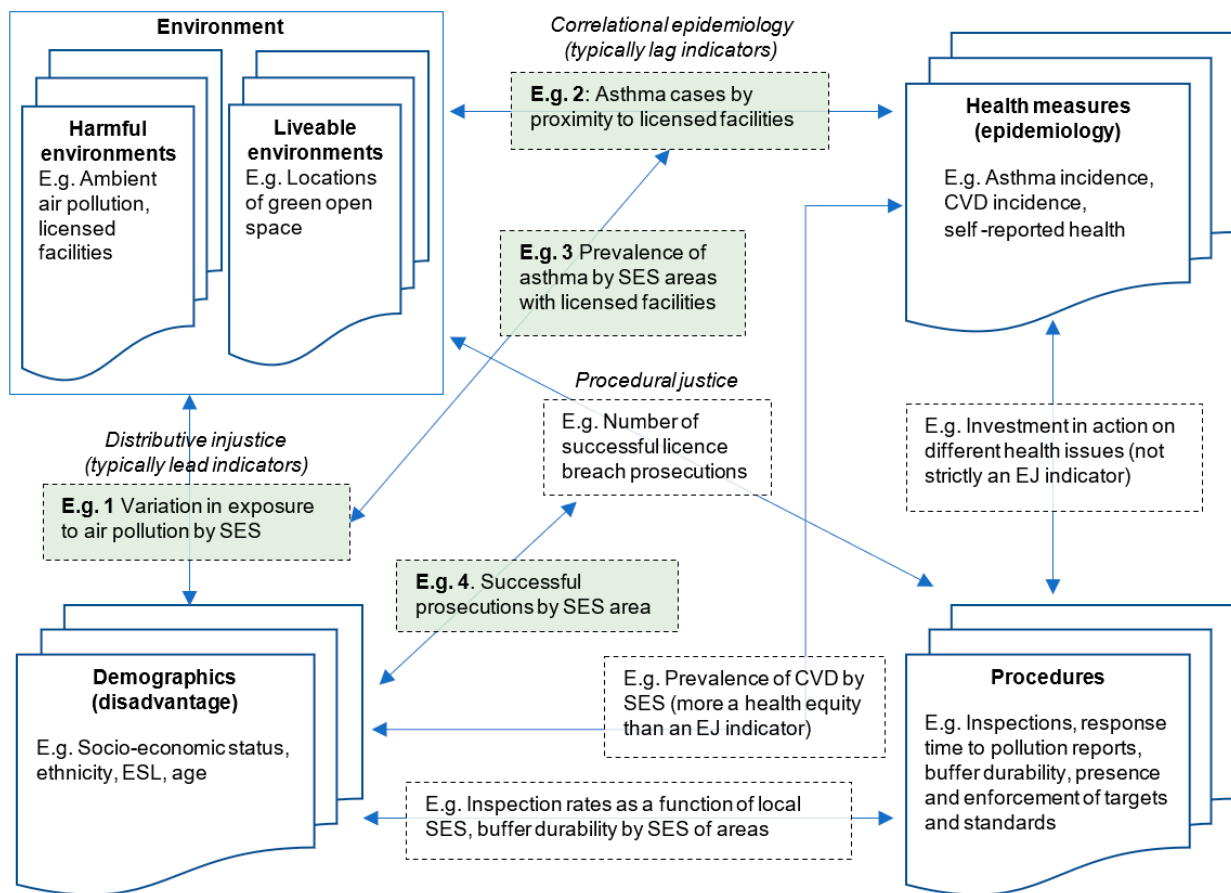 Environment
Harmful
environments
E.g. Ambient
air pollution,
licensed
facilities
Liveable
environments
E.g. Locations
of green open
space
Correlational epidemiology
(typically lag indicators)
E.g. 2: Asthma cases by
proximity to licensed facilities
Health measures
(epidemiology)
E.g. Asthma incidence,
CVD incidence,
self-reported health
E.g. 3 Prevalence of
asthma by SES areas
with licensed facilities
Distributive injustice
(typically lead indicators)
E.g. 1 Variation in exposure
to air pollution by SES
Procedural justice
E.g. Number of
successful licence
breach prosecutions
E.g. Investment in action on
different health issues (not
strictly an EJ indicator)
E.g. 4. Successful
prosecutions by SES area
Demographics
(disadvantage)
E.g. Socio-economic status,
ethnicity, ESL, age
E.g. Prevalence of CVD by
SES (more a health equity
than an EJ indicator)
Procedures
E.g. Inspections, response
time to pollution reports,
buffer durability, presence
and enforcement of targets
and standards
E.g. Inspection rates as a function of local
SES, buffer durability by SES of areas